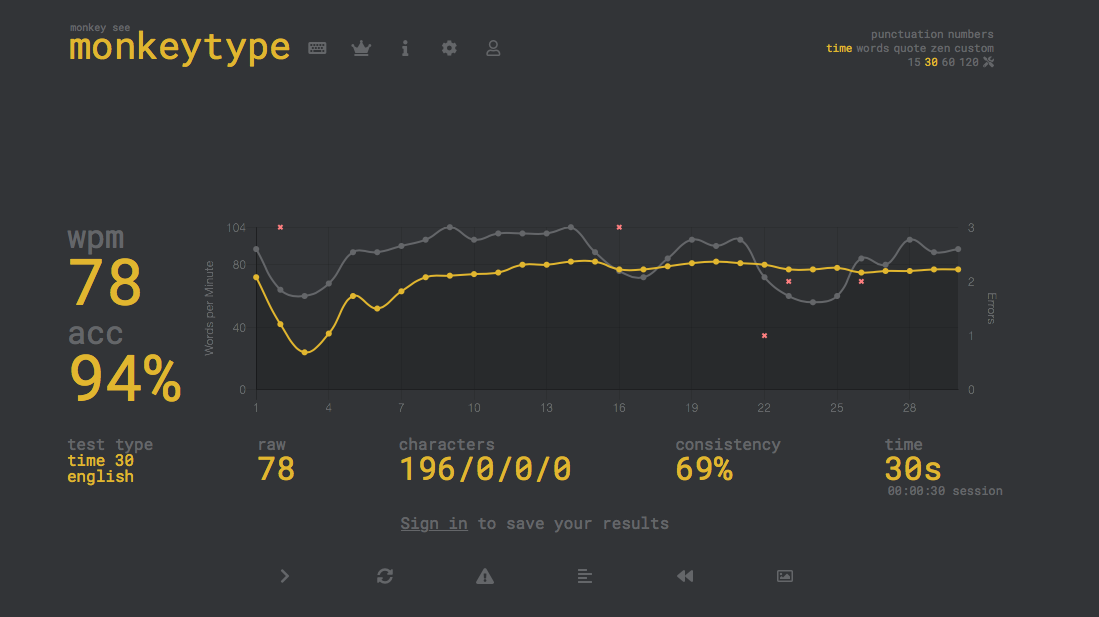 monkey see
monkeytype
punctuation numbers
time words quote zen custom
15 30 60 120
wpm
78
acc
94%
Words per Minute
104
80
40
0
1 4 7 10 13 16 19 22 25 28
3
2
1
0
Errors
test type
time 30
english
raw
78
characters
196/0/0/0
consistency
69%
time
30s
00:00:30 session
Sign in to save your results